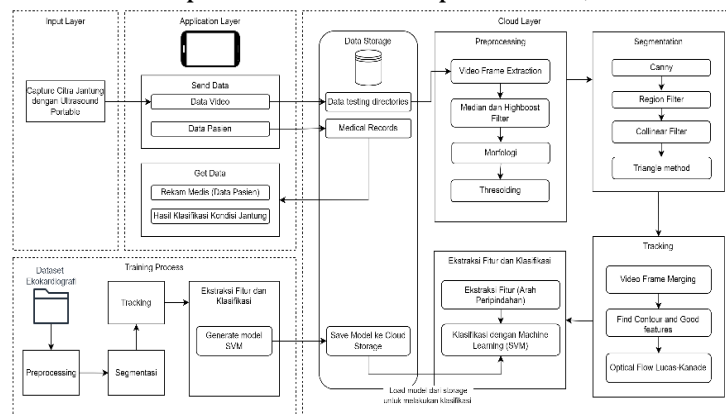 Input Layer
Application Layer
Cloud Layer
Capture Citra Jantung
dengan Ultrasound
Portable
Send Data
Data Video
Data Pasien
Get Data
Rekam Medis (Data Pasien)
Hasil Klasifikasi Kondisi Jantung
Data Storage
Data testing directories
Medical Records
Preprocessing
Video Frame Extraction
Median dan Highboost
Filter
Morfologi
Thresolding
Segmentation
Canny
Region Filter
Collinear Filter
Triangle method
Tracking
Video Frame Merging
Find Contour and Good
features
Optical Flow Lucas-Kanade
Ekstraksi Fitur dan Klasifikasi
Ekstraksi Fitur (Arah
Peripindahan)
Klasifikasi dengan Machine
Learning (SVM)
Training Process
Dataset
Ekokardiografi
Preprocessing
Segmentasi
Tracking
Ekstraksi Fitur dan
Klasifikasi
Generate model
SVM
Save Model ke Cloud
Storage
Load model dari storage
untuk melakukan klasifikasi